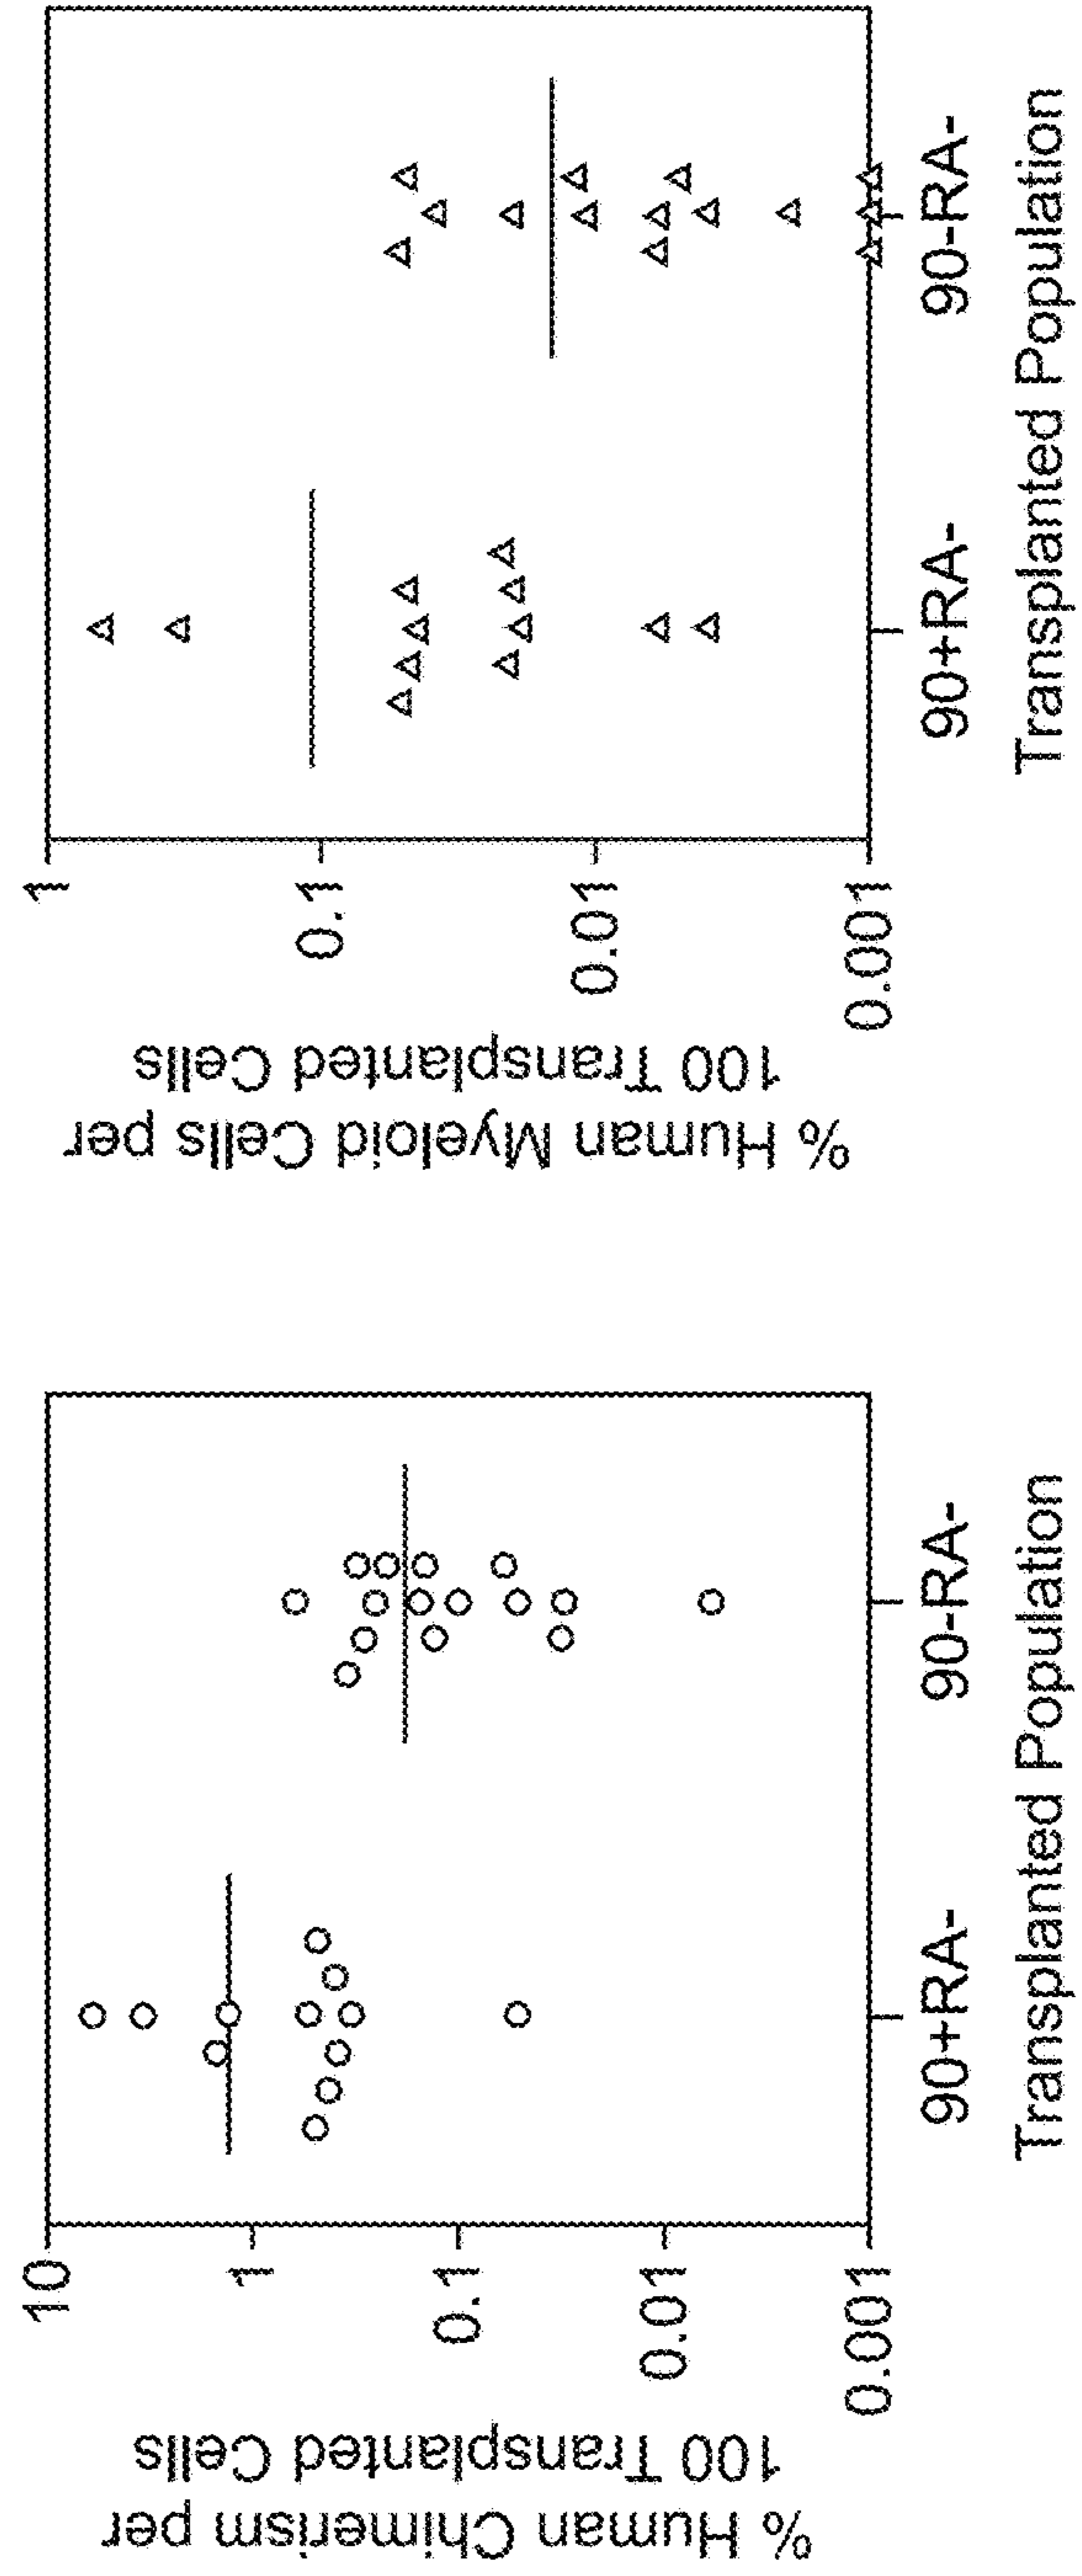 % Human Chimerism per
100 Transplanted Cells
10
1
0.1
0.01
0.001
90+RA-
90-RA-
Transplanted Population
% Human Myeloid Cells per
100 Transplanted Cells
1
0.1
0.01
0.001
90+RA-
90-RA-
Transplanted Population